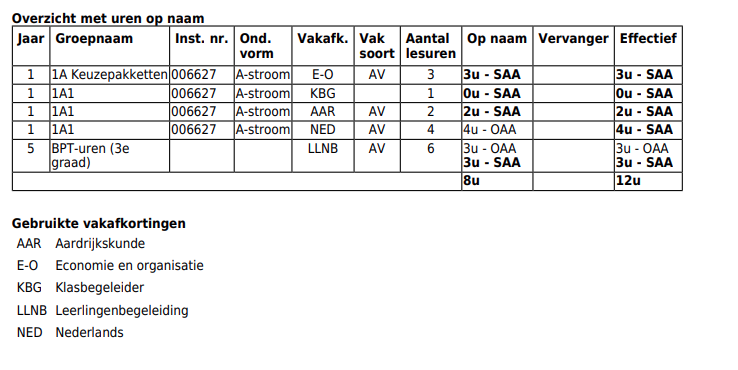 Overzicht met uren op naam
Jaar Groepnaam Inst. nr. Ond. vorm Vakafk. Vak soort Aantal lesuren Op naam Vervanger Effectief
1 1A Keuzepakketten 006627 A-stroom E-O AV 3 3u - SAA 3u - SAA
1 1A1 006627 A-stroom KBG 1 0u - SAA 0u - SAA
1 1A1 006627 A-stroom AAR AV 2 2u - SAA 2u - SAA
1 1A1 006627 A-stroom NED AV 4 4u - OAA 4u - SAA
5 BPT-uren (3e LLNB AV 6 3u - OAA 3u - OAA
graad) 3u - SAA 3u - SAA
8u 12u
Gebruikte vakafkortingen
AAR Aardrijkskunde
E-O Economie en organisatie
KBG Klasbegeleider
LLNB Leerlingenbegeleiding
NED Nederlands